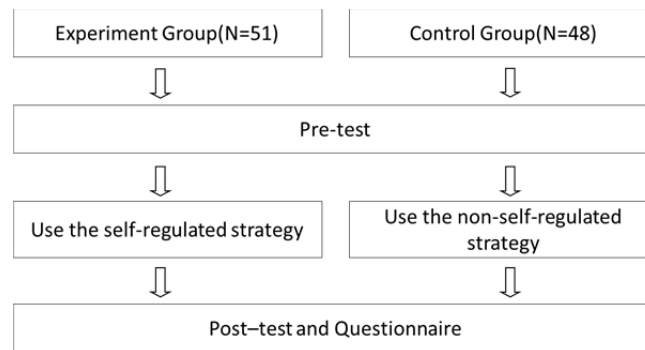 Experiment Group(N=51)
Control Group(N=48)
Pre-test
Use the self-regulated strategy
Use the non-self-regulated
strategy
Post–test and Questionnaire